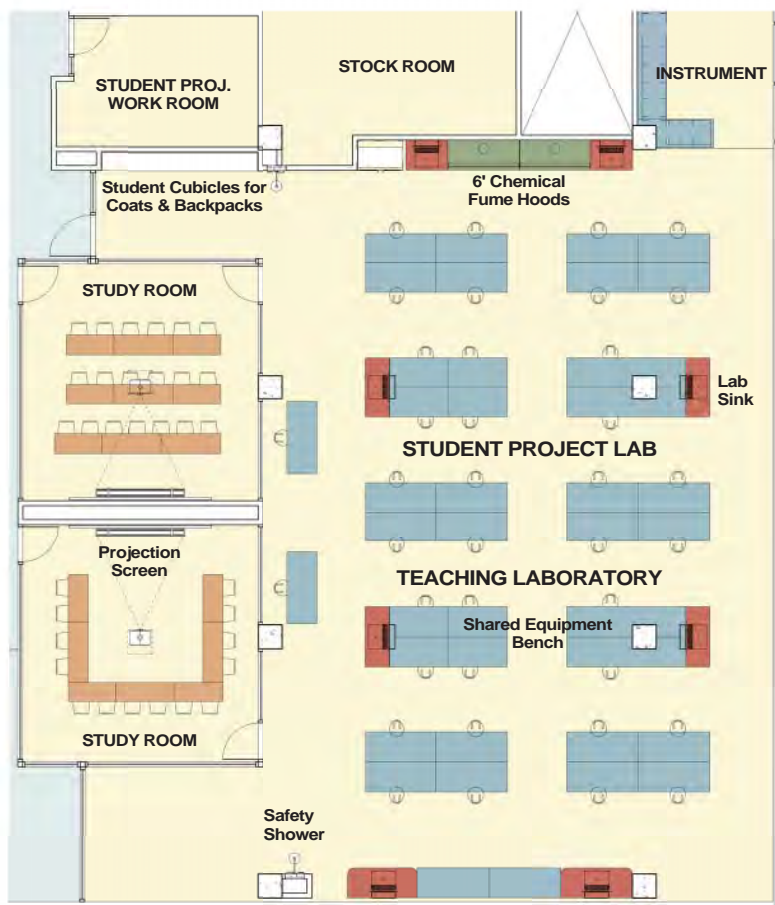 STUDENT PROJ.
WORK ROOM
STOCK ROOM
INSTRUMENT
Student Cubicles for
Coats & Backpacks
6' Chemical
Fume Hoods
STUDY ROOM
Lab
Sink
STUDENT PROJECT LAB
Projection
Screen
TEACHING LABORATORY
Shared Equipment
Bench
STUDY ROOM
Safety
Shower